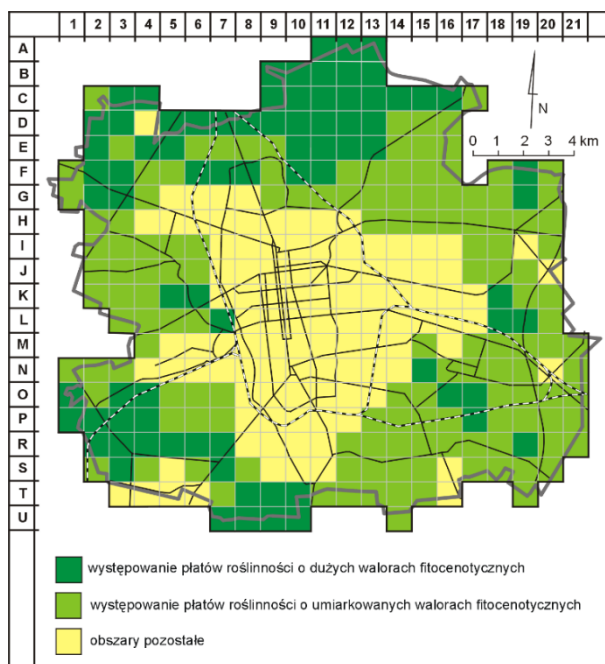 1 2 3 4 5 6 7 8 9 10 11 12 13 14 15 16 17 18 19 20 21
A
B
C
D
E
F
G
H
I
J
K
L
M
N
O
P
R
S
T
U
N
0 2 4 km
występowanie płatów roślinności o dużych walorach fitocenotycznych
występowanie płatów roślinności o umiarkowanych walorach fitocenotycznych
obszary pozostałe